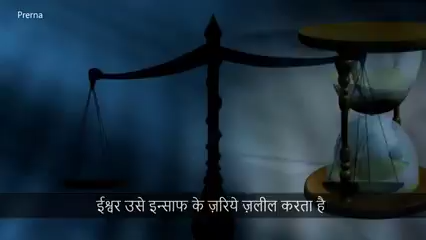 Prerna
ईश्वर उसे इन्साफ के ज़रिये ज़लील करता है